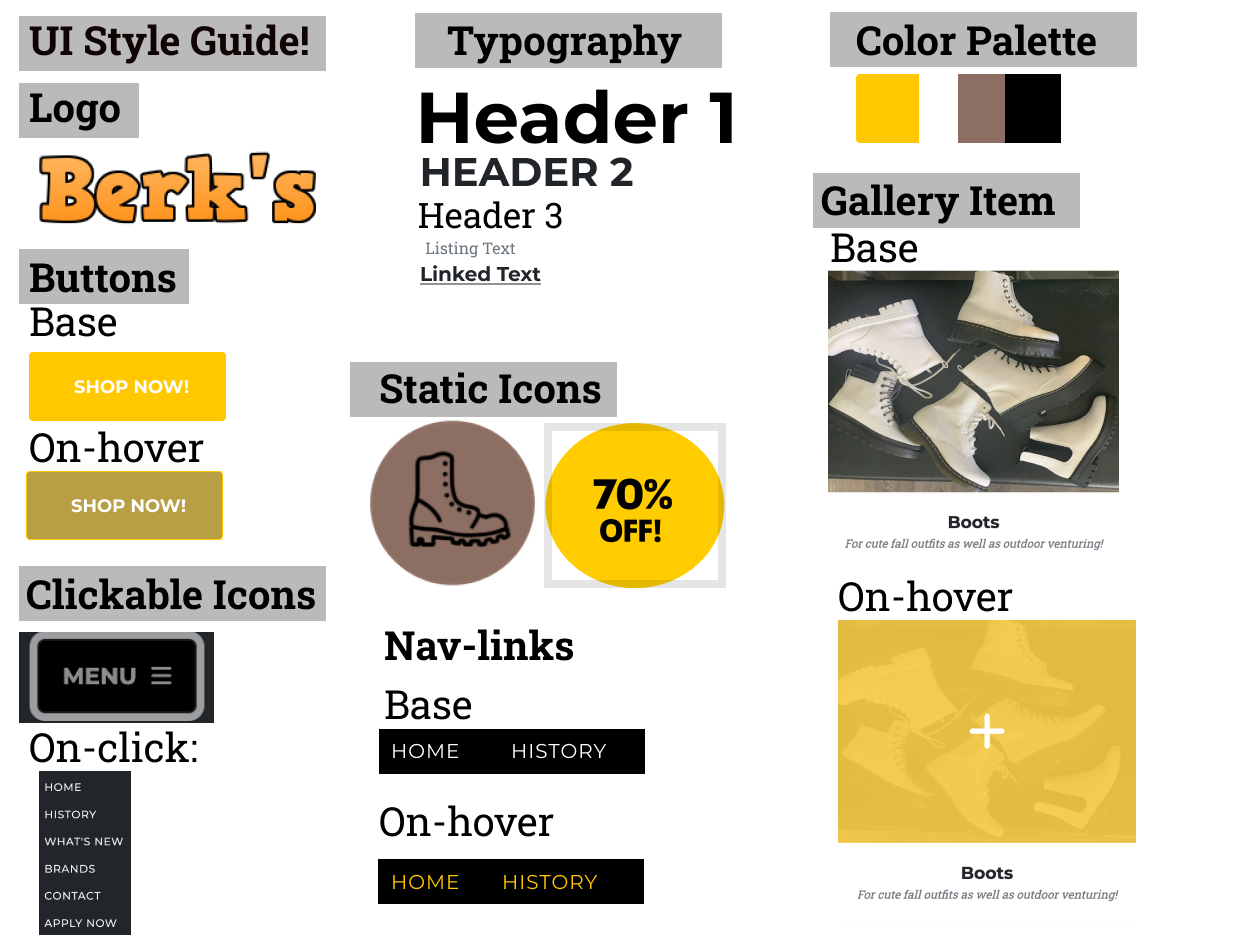 UI Style Guide!
Logo
Berk's
Buttons
Base
SHOP NOW!
On-hover
SHOP NOW!
Clickable Icons
MENU
On-click:
HOME
HISTORY
WHAT'S NEW
BRANDS
CONTACT
APPLY NOW
Typography
Header 1
HEADER 2
Header 3
Listing Text
Linked Text
Static Icons
70%
OFF!
Nav-links
Base
HOME HISTORY
On-hover
HOME HISTORY
Color Palette
Gallery Item
Base
Boots
For cute fall outfits as well as outdoor venturing!
On-hover
Boots
For cute fall outfits as well as outdoor venturing!